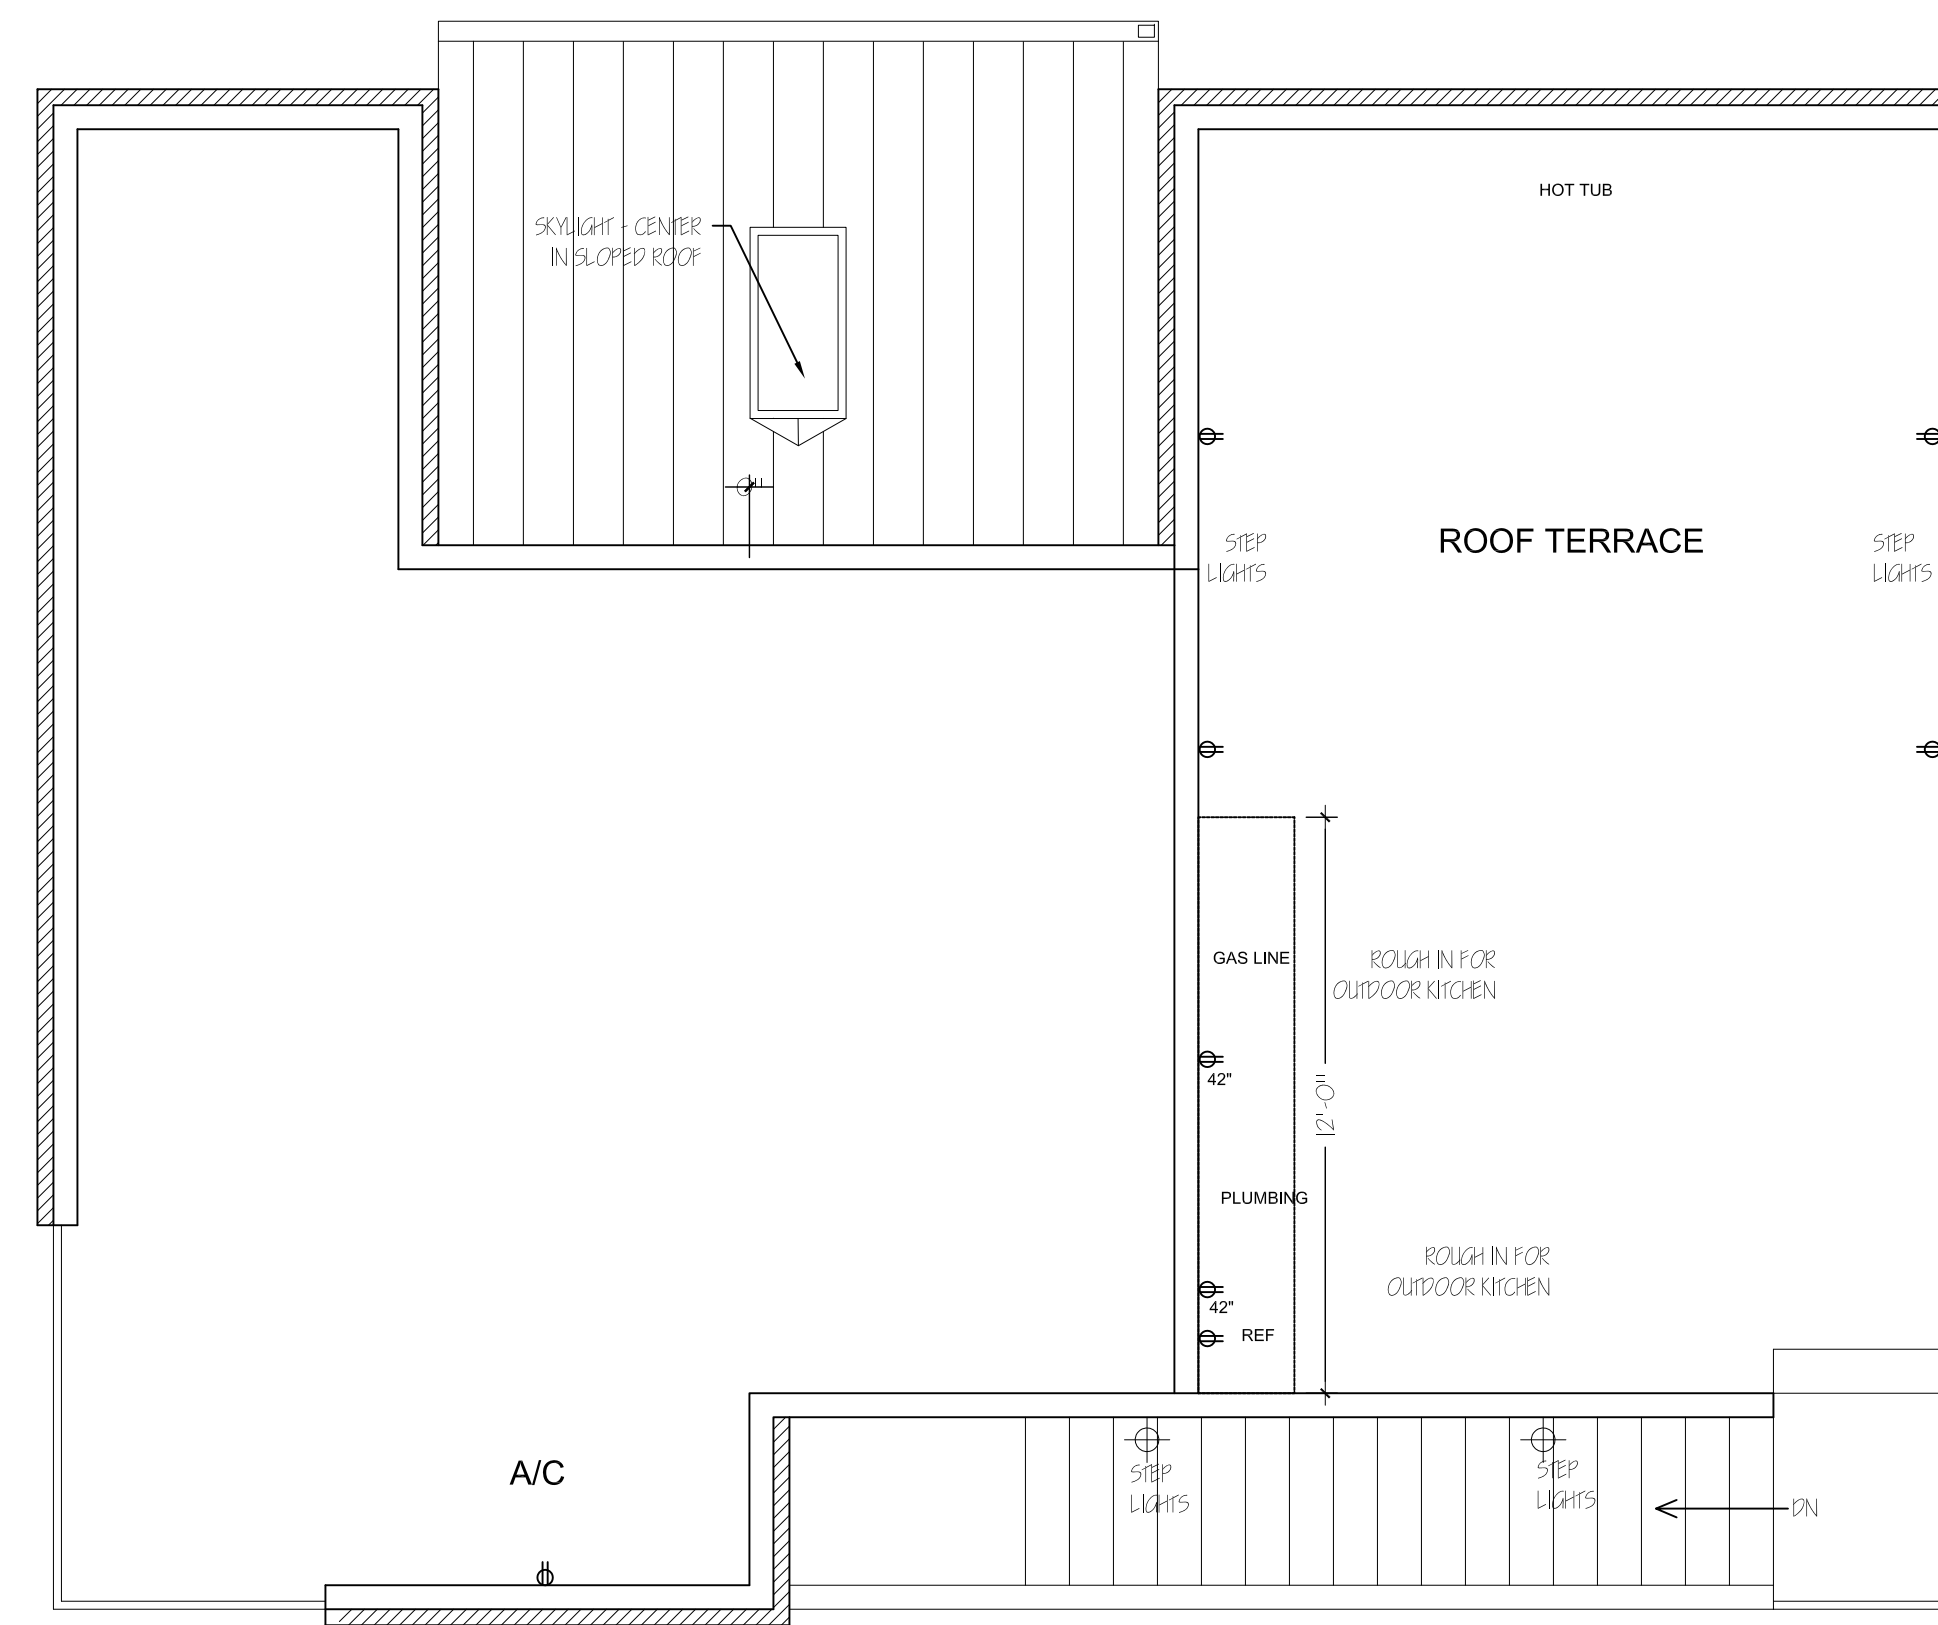 HOT TUB
SKYLIGHT - CENTER
IN SLOPED ROOF
0"
ROOF TERRACE
STEP
LIGHTS
STEP
LIGHTS
GAS LINE
ROUGH IN FOR
OUTDOOR KITCHEN
42"
12'-0"
PLUMBING
ROUGH IN FOR
OUTDOOR KITCHEN
42"
REF
A/C
STEP
LIGHTS
STEP
LIGHTS
DN